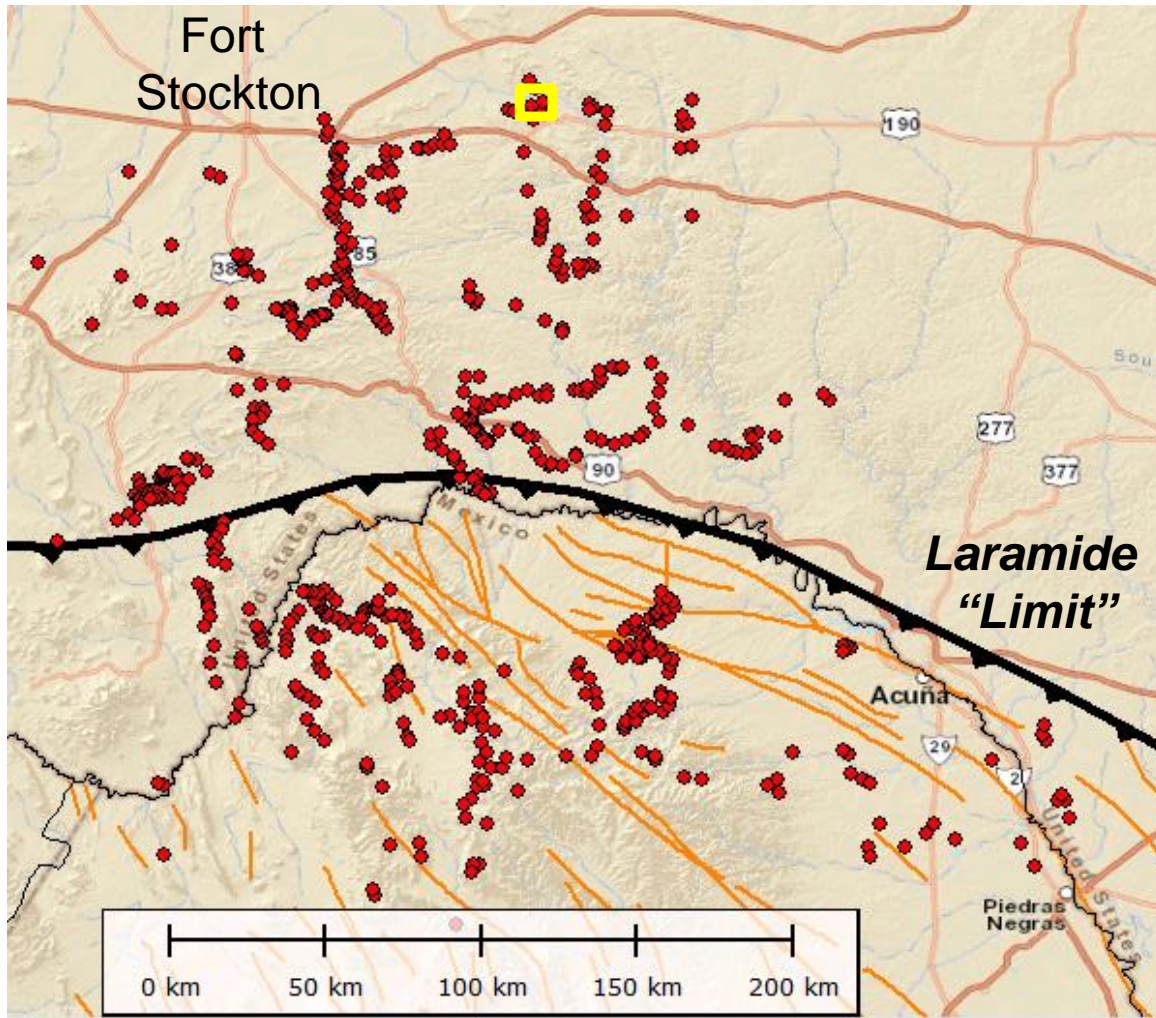 Fort
Stockton
190
385
Sou
277
377
90
Mexico
United States
Laramide
“Limit”
Acuña
29
2
United States
Piedras
Negras
0 km
50 km
100 km
150 km
200 km